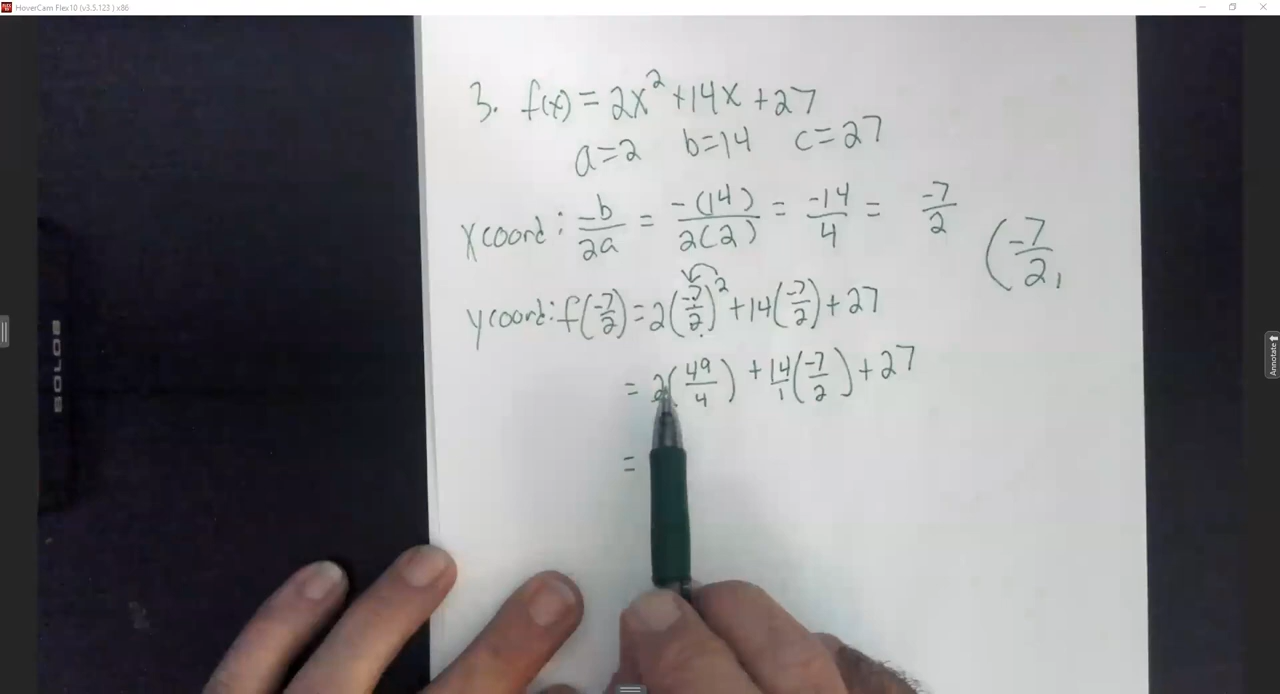 HoverCam Flex10 (v3.5.123 ) x86
3. f(x) = 2x² + 14x + 27
a=2 b=14 c=27
x coord: -b/2a = -(14)/2(2) = -14/4 = -7/2
(-7/2,
y coord: f(-7/2) = 2(-7/2)² + 14(-7/2) + 27
= 2(49/4) + 14/1(-7/2) + 27
=
SOLO8
Annotate